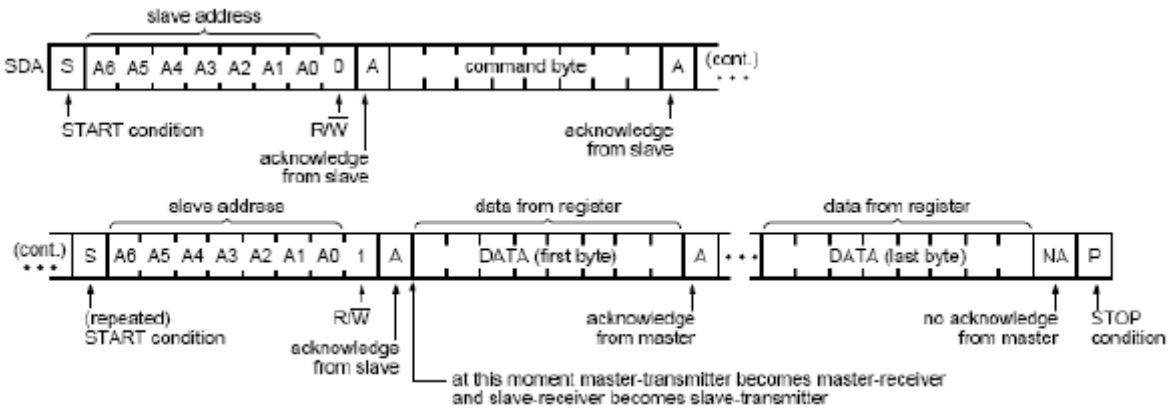 slave address
SDA S A6 A5 A4 A3 A2 A1 A0 0 A command byte A (cont.)
START condition R/W acknowledge from slave acknowledge from slave
slave address data from register data from register
(cont.) S A6 A5 A4 A3 A2 A1 A0 1 A DATA (first byte) A DATA (last byte) NA P
(repeated) START condition R/W acknowledge from slave acknowledge from master no acknowledge from master STOP condition
at this moment master-transmitter becomes master-receiver
and slave-receiver becomes slave-transmitter